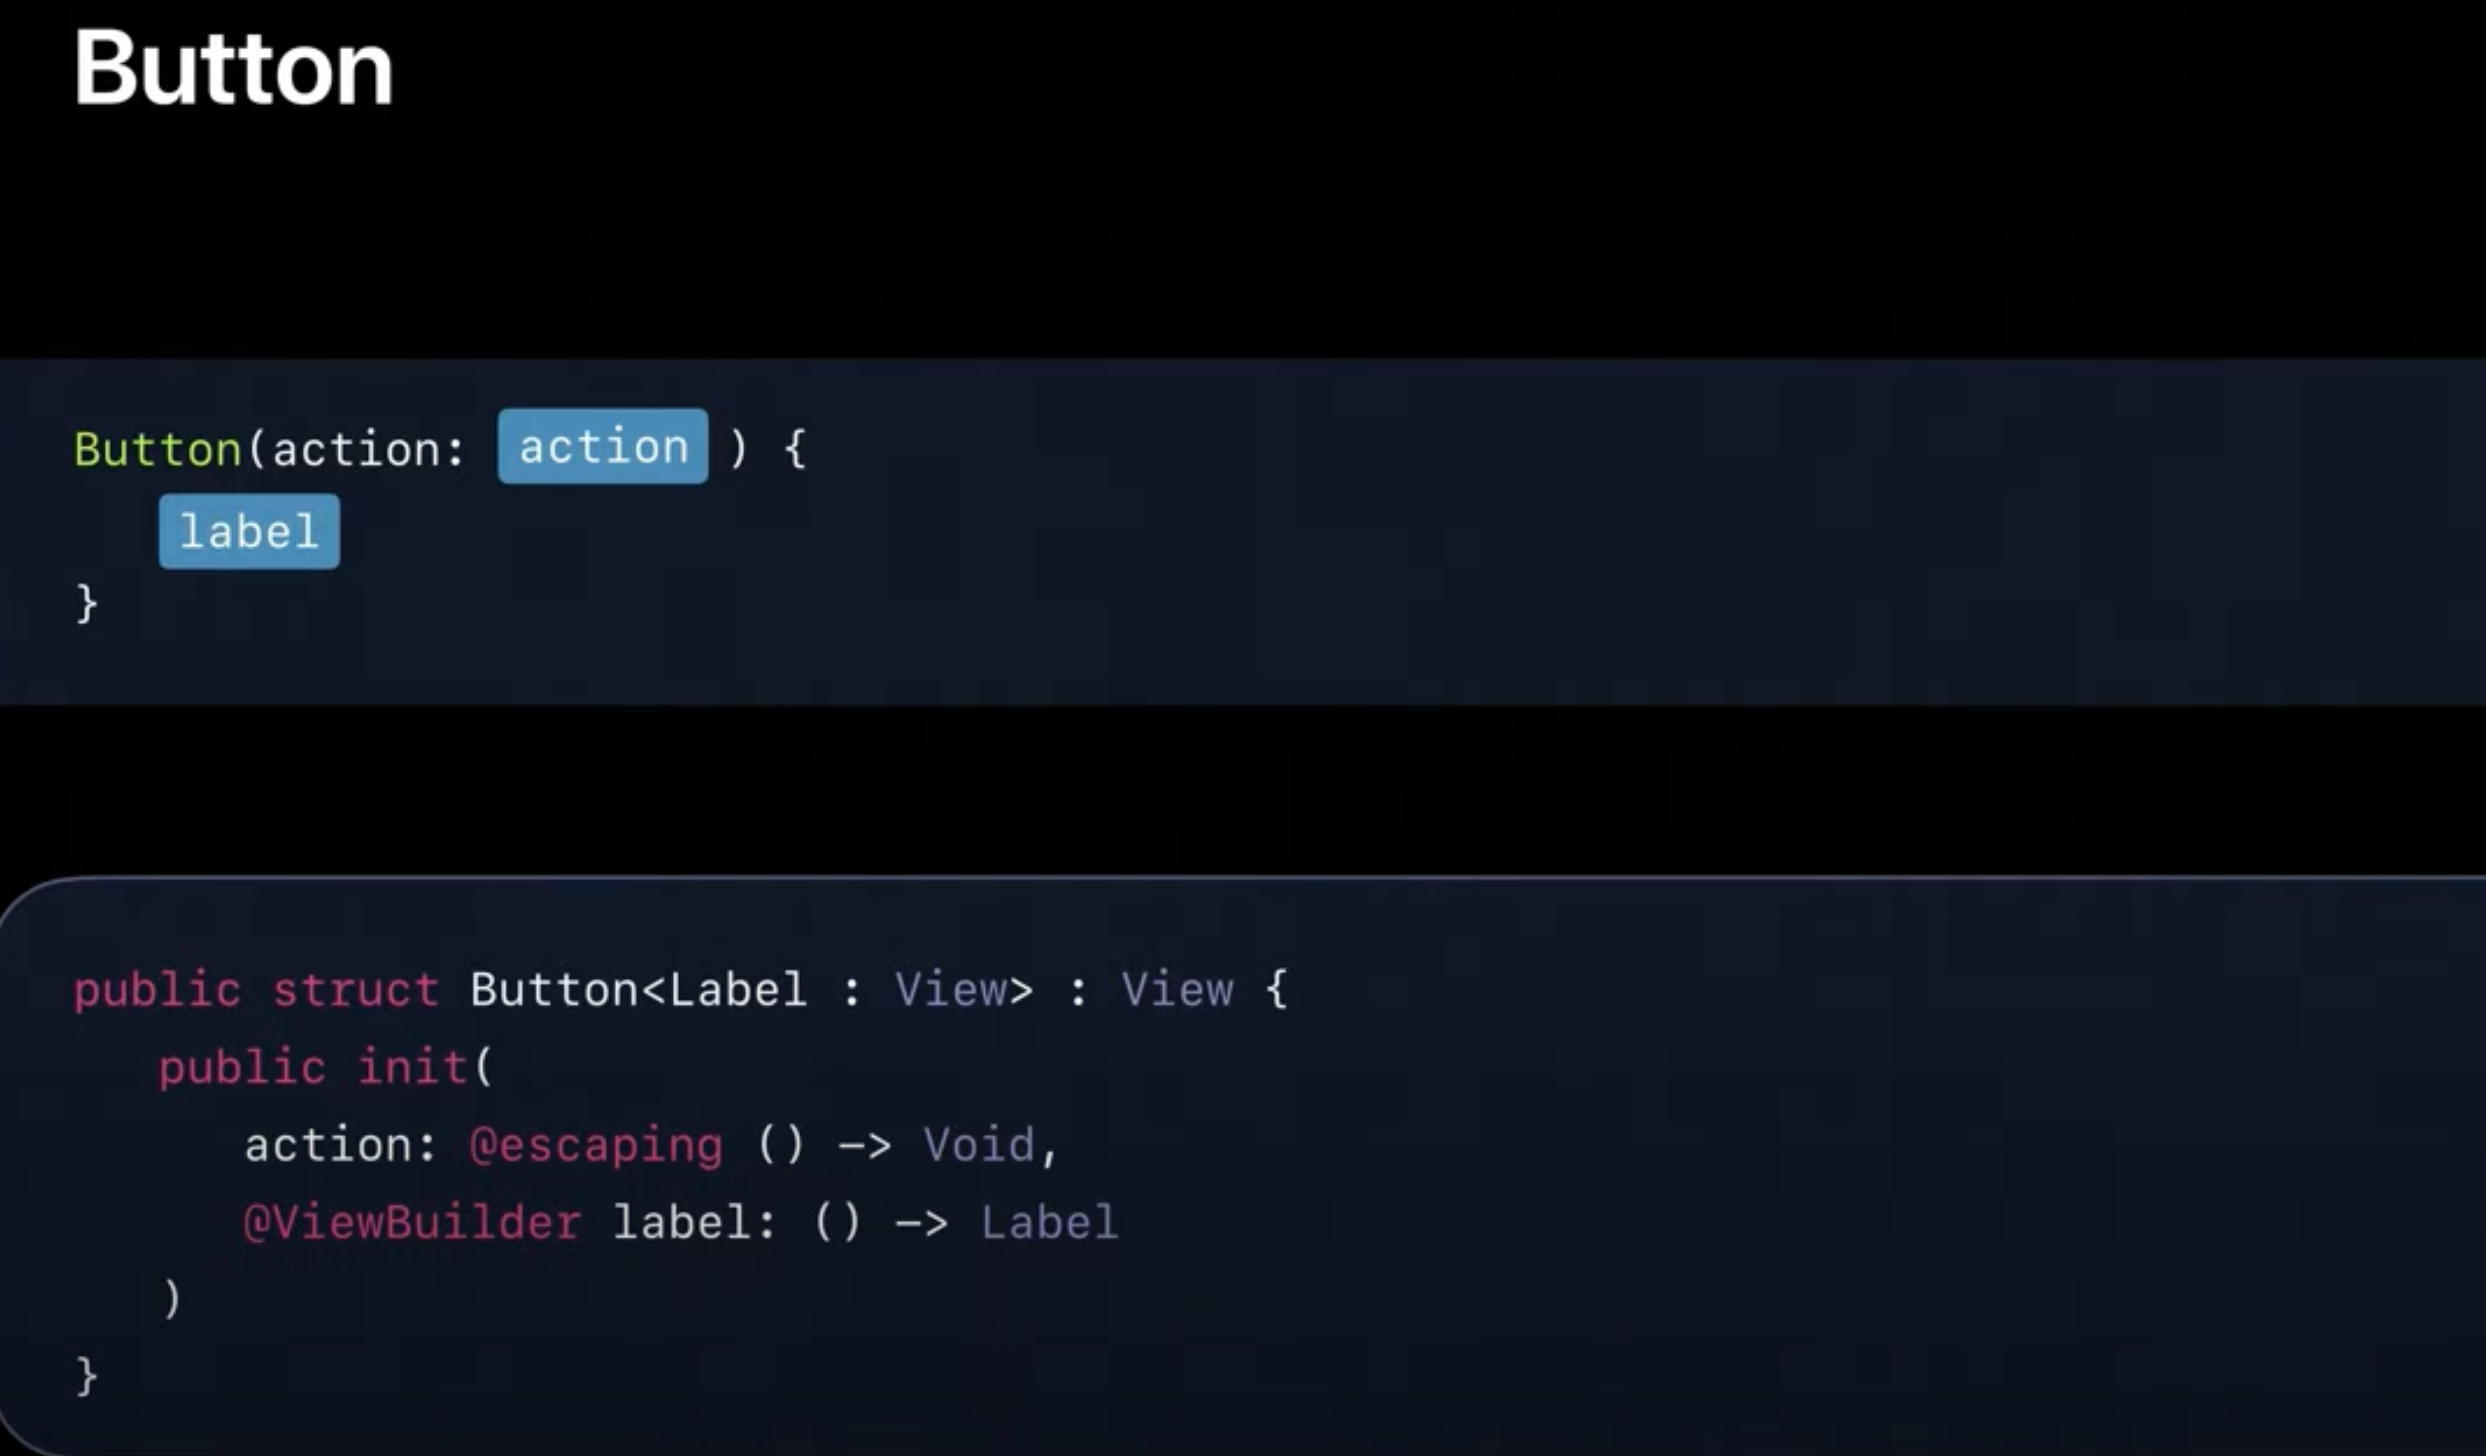 Button
Button(action: action ) {
label
}
public struct Button<Label : View> : View {
public init(
action: @escaping () -> Void,
@ViewBuilder label: () -> Label
)
}